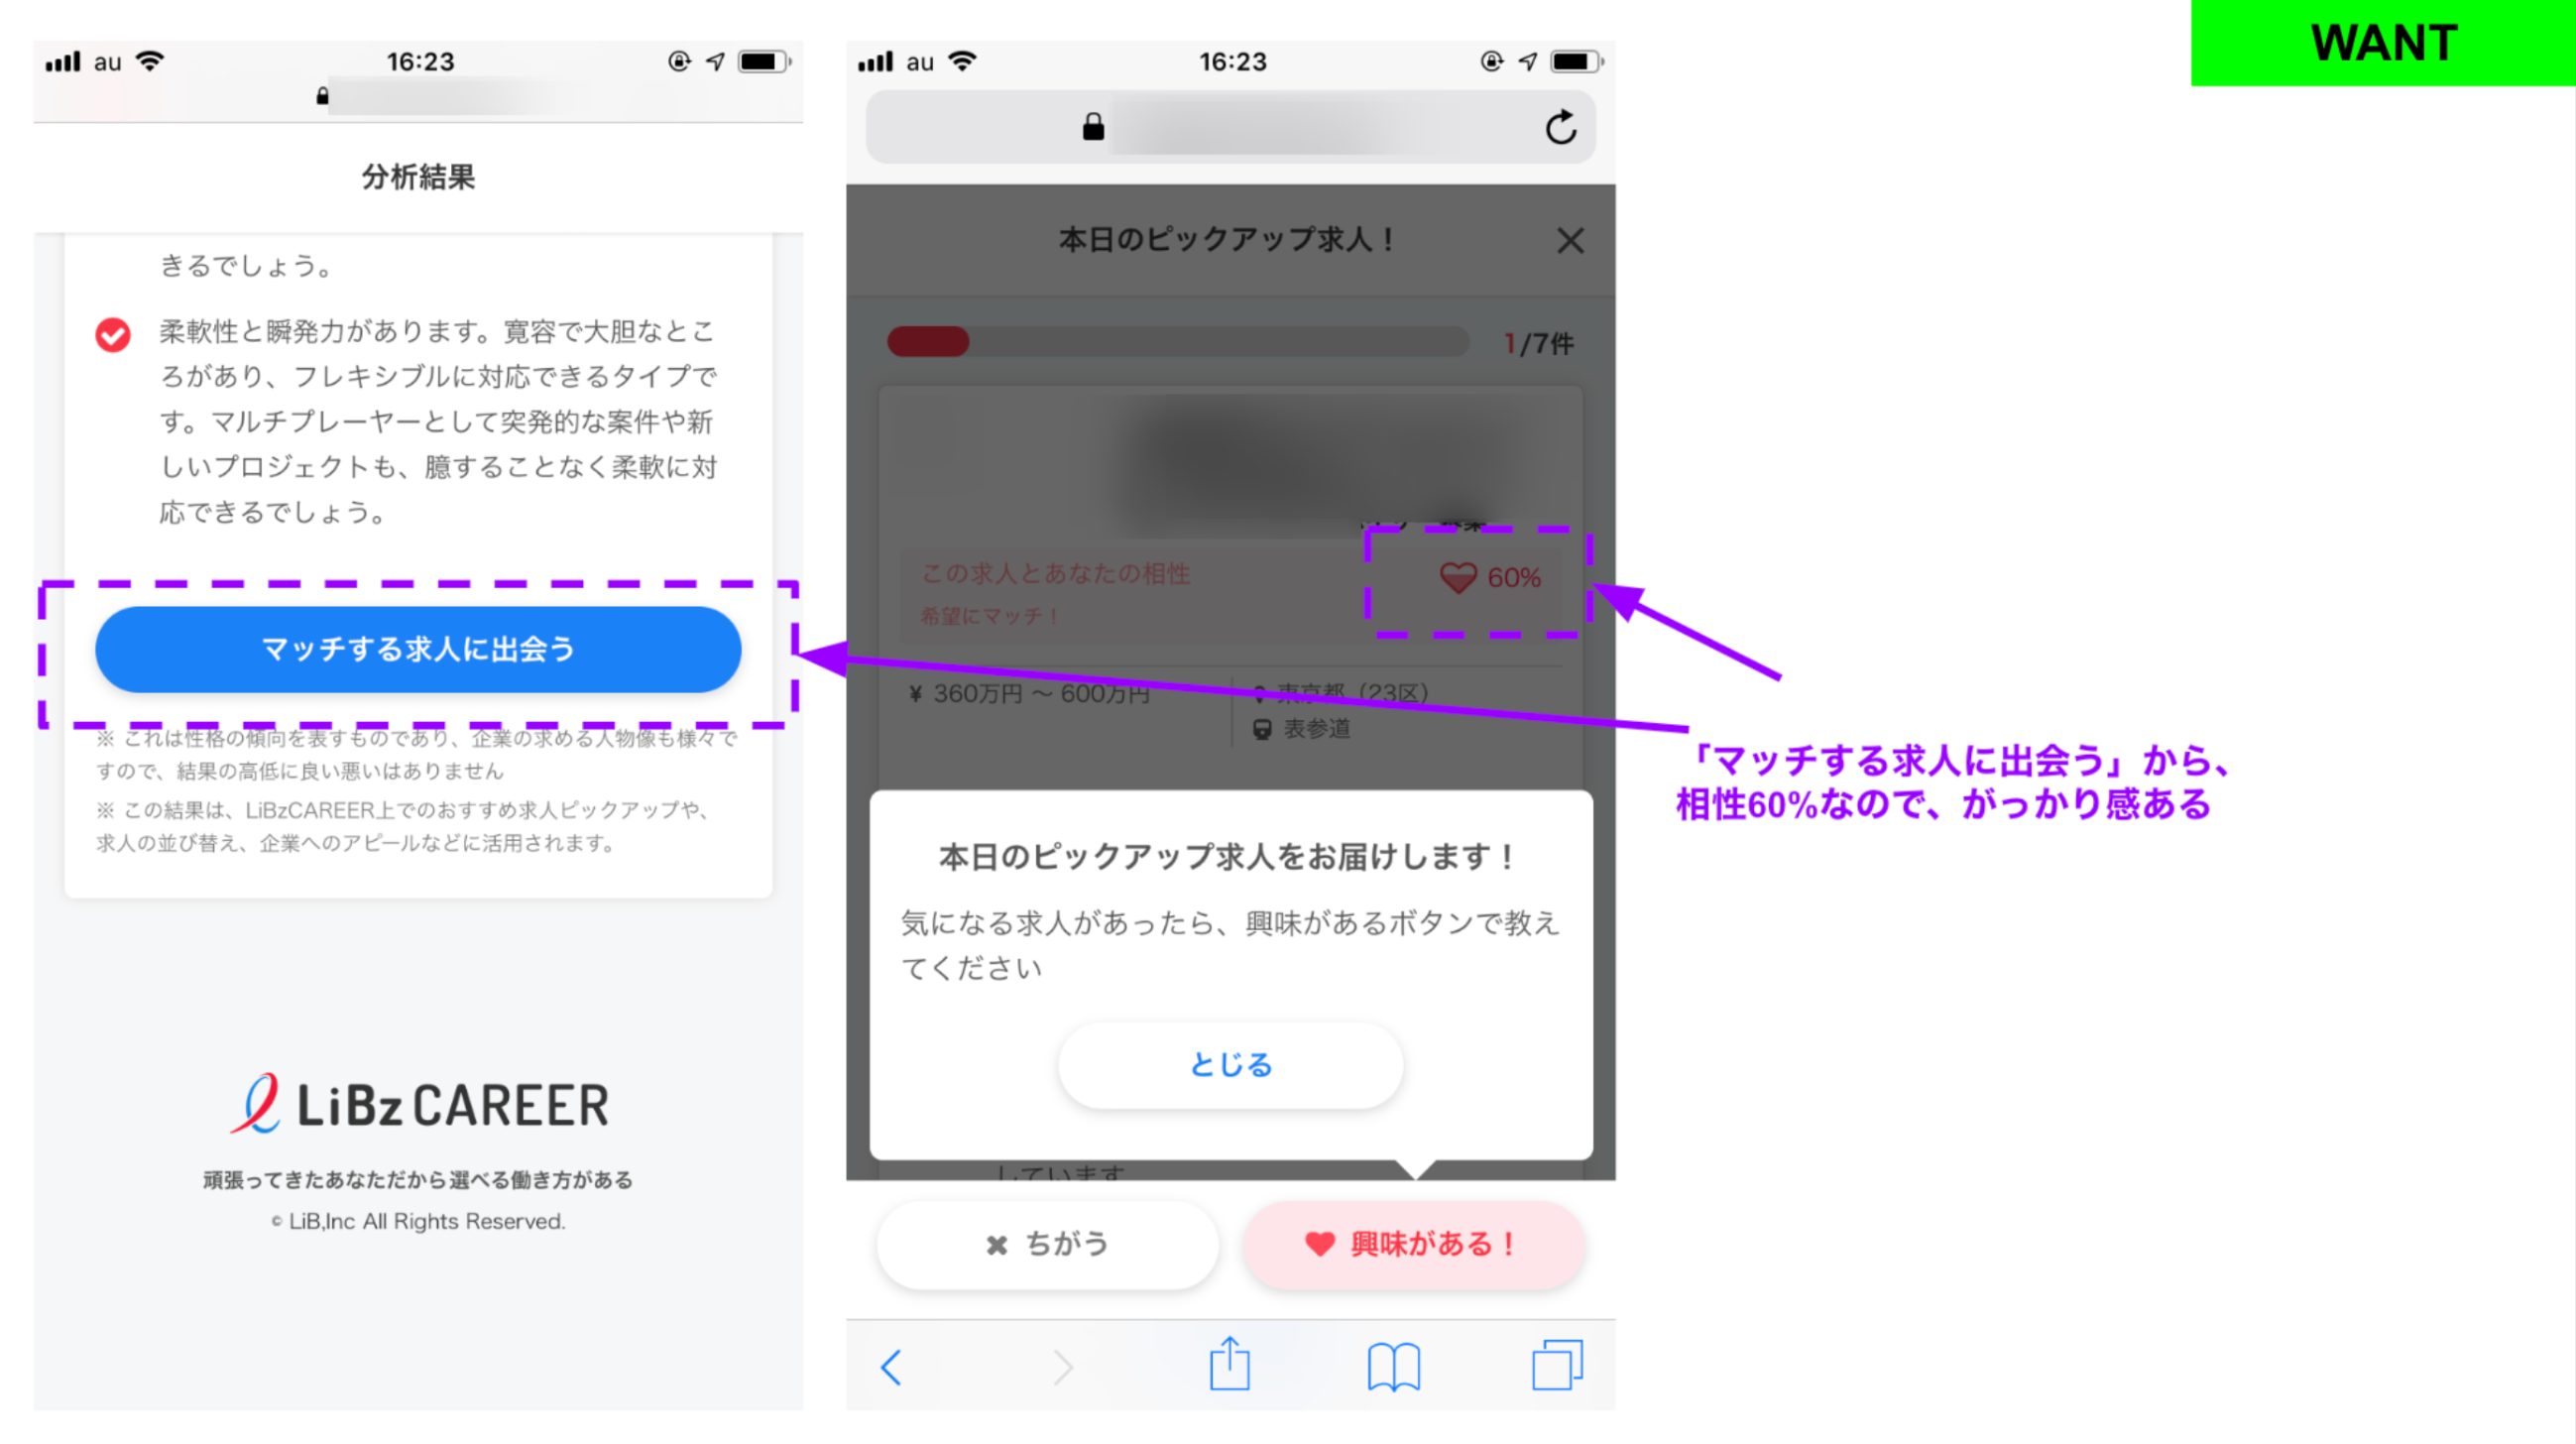 WANT
au
16:23
分析結果
きるでしょう。
柔軟性と瞬発力があります。寛容で大胆なとこ
ろがあり、フレキシブルに対応できるタイプで
す。マルチプレーヤーとして突発的な案件や新
しいプロジェクトも、臆することなく柔軟に対
応できるでしょう。
マッチする求人に出会う
※ これは性格の傾向を表すものであり、企業の求める人物像も様々で
すので、結果の高低に良い悪いはありません
※ この結果は、LiBzCAREER上でのおすすめ求人ピックアップや、
求人の並び替え、企業へのアピールなどに活用されます。
LiBz CAREER
頑張ってきたあなただから選べる働き方がある
© LiB,Inc All Rights Reserved.
au
16:23
本日のピックアップ求人！
1/7件
この求人とあなたの相性
60%
希望にマッチ！
¥ 360万円 ～ 600万円
東京都（23区）
表参道
本日のピックアップ求人をお届けします！
気になる求人があったら、興味があるボタンで教え
てください
とじる
しています
ちがう
興味がある！
「マッチする求人に出会う」から、
相性60%なので、がっかり感ある